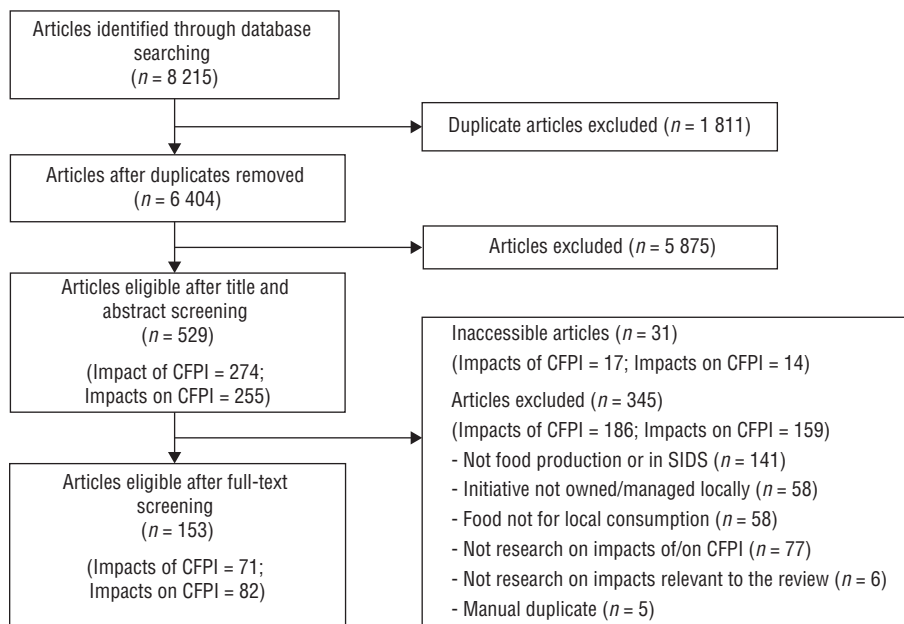 Articles identified through database
searching
(n = 8 215)
Duplicate articles excluded (n = 1 811)
Articles after duplicates removed
(n = 6 404)
Articles excluded (n = 5 875)
Articles eligible after title and
abstract screening
(n = 529)
(Impact of CFPI = 274;
Impacts on CFPI = 255)
Inaccessible articles (n = 31)
(Impacts of CFPI = 17; Impacts on CFPI = 14)
Articles excluded (n = 345)
(Impacts of CFPI = 186; Impacts on CFPI = 159)
- Not food production or in SIDS (n = 141)
- Initiative not owned/managed locally (n = 58)
- Food not for local consumption (n = 58)
- Not research on impacts of/on CFPI (n = 77)
- Not research on impacts relevant to the review (n = 6)
- Manual duplicate (n = 5)
Articles eligible after full-text
screening
(n = 153)
(Impacts of CFPI = 71;
Impacts on CFPI = 82)